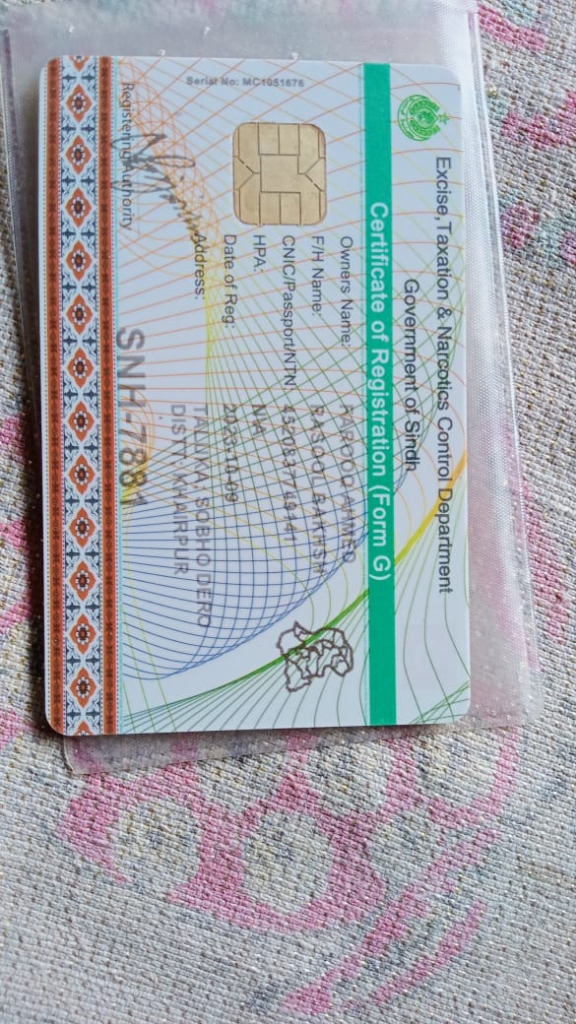 Excise,Taxation & Narcotics Control Department
Government of Sindh
Certificate of Registration (Form G)
Serial No: MC1051676
Owners Name: FAROOQ AHMED
F/H Name: RASOOL BAKHSH
CNIC/Passport/NTN
HPA: N/A
Date of Reg: 2023-10-09
Address: TALUKA, SOBHO DERO
DISTT: KHAIRPUR
Registering Authority
SNH-7881